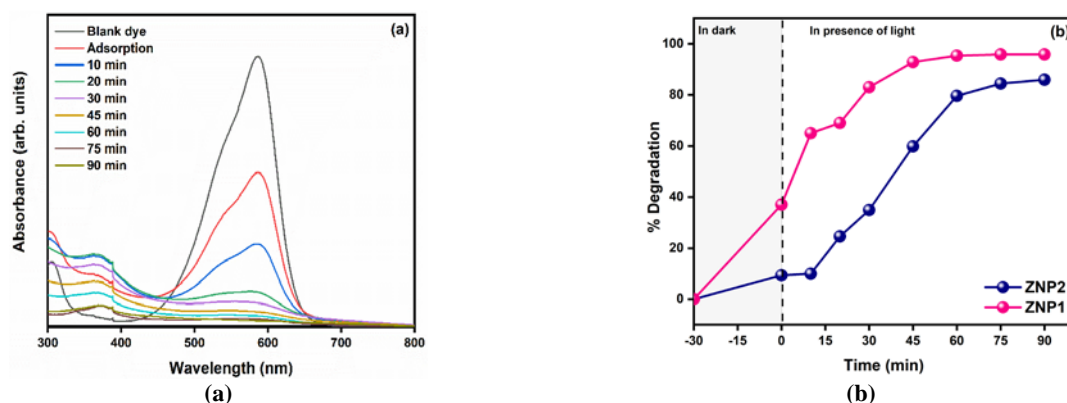 (a)
Blank dye
Adsorption
10 min
20 min
30 min
45 min
60 min
75 min
90 min
Absorbance (arb. units)
300 400 500 600 700 800
Wavelength (nm)
(a)
In dark
In presence of light
(b)
100
80
60
40
20
0
% Degradation
ZNP2
ZNP1
-30 -15 0 15 30 45 60 75 90
Time (min)
(b)